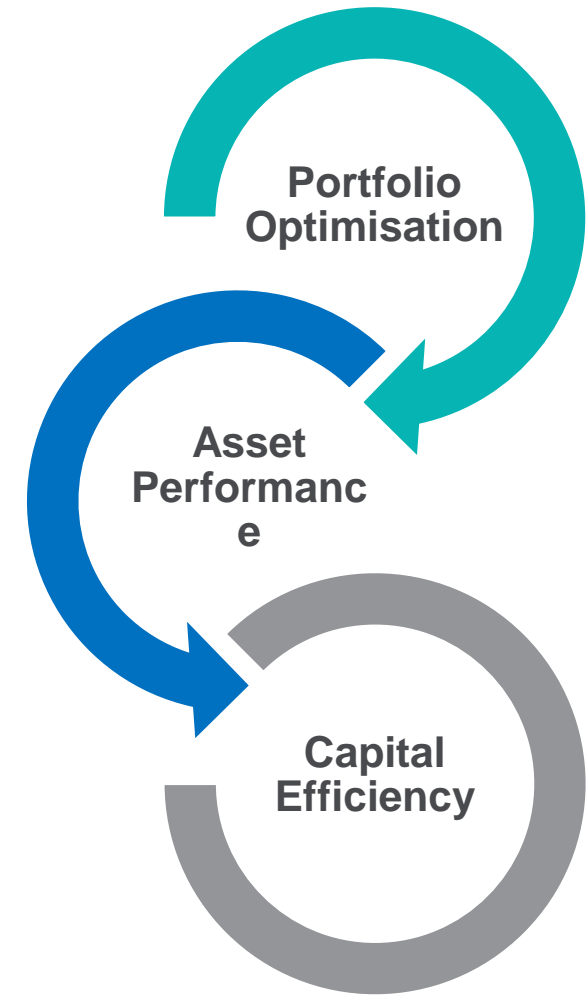 Portfolio
Optimisation
Asset
Performanc
e
Capital
Efficiency